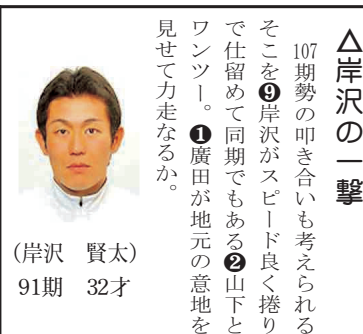 △岸沢の一撃
107期勢の叩き合いも考えられる
そこを❾岸沢がスピード良く捲り
で仕留めて同期でもある❷山下と
ワンツー。❶廣田が地元の意地を
見せて力走なるか。
(岸沢 賢太)
91期 32才